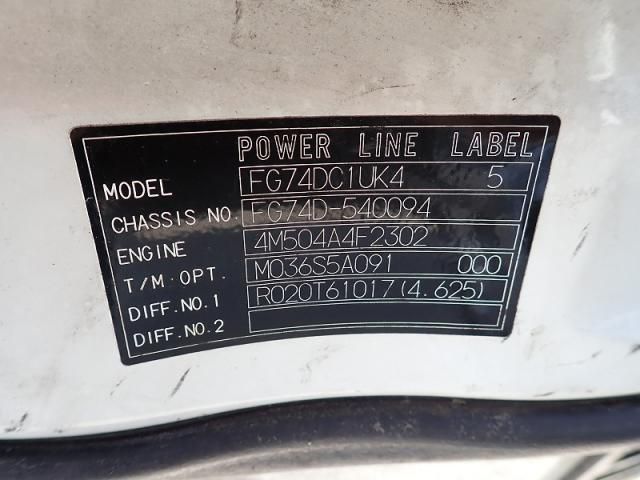 POWER LINE LABEL
MODEL FG74DC1UK4 5
CHASSIS NO. FG74D-540094
ENGINE 4M504A4F2302
T/M·OPT. M036S5A091 000
DIFF.NO.1 R020T61017(4.625)
DIFF.NO.2